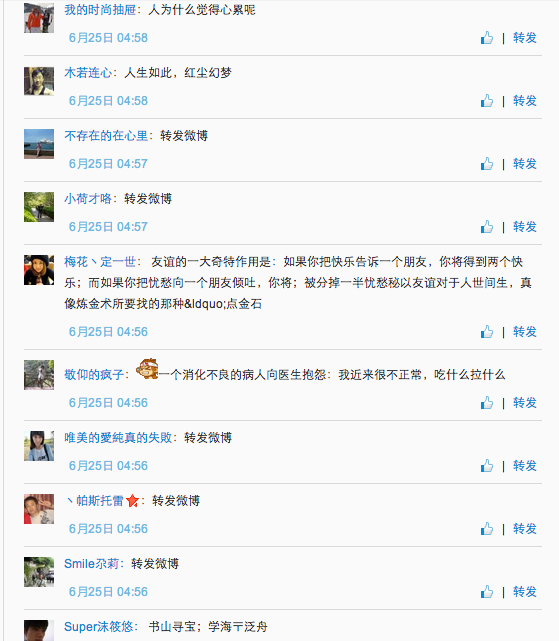 我的时尚抽屉：人为什么觉得心累呢
6月25日 04:58
| 转发
木若连心：人生如此，红尘幻梦
6月25日 04:58
| 转发
不存在的在心里：转发微博
6月25日 04:57
| 转发
小荷才咯：转发微博
6月25日 04:57
| 转发
梅花丶定一世： 友谊的一大奇特作用是：如果你把快乐告诉一个朋友，你将得到两个快
乐；而如果你把忧愁向一个朋友倾吐，你将；被分掉一半忧愁秘以友谊对于人世间生，真
像炼金术所要找的那种&ldquo;点金石
6月25日 04:56
| 转发
敬仰的疯子：一个消化不良的病人向医生抱怨：我近来很不正常，吃什么拉什么
6月25日 04:56
| 转发
唯美的愛純真的失敗：转发微博
6月25日 04:56
| 转发
丶帕斯托雷：转发微博
6月25日 04:56
| 转发
Smile尕莉：转发微博
6月25日 04:56
| 转发
Super沫筱悠： 书山寻宝；学海〒泛舟